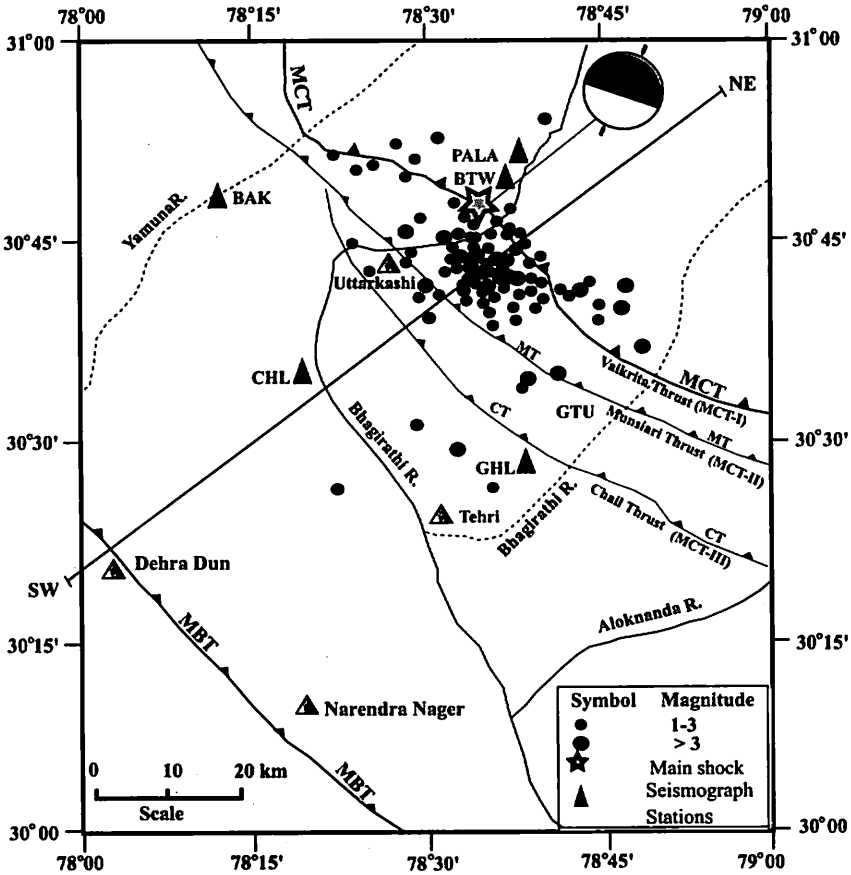 78°00'
78°15'
78°30'
78°45'
79°00
31°00
31°00
NE
MCT
PALA
BTW
YamunaR.
BAK
30°45'
30°45'
Uttarkashi
MT
CHL
Vaikrita.Thrust (MCT-I)
MCT
CT
GTU
Munsiari Thrust (MCT-II)
MT
30°30'
30°30'
Bhagirathi R.
GHL
Chail Thrust (MCT-III)
CT
Tehri
Bhagirathi R.
Dehra Dun
SW
MBT
Aloknanda R.
30°15'
30°15'
Narendra Nager
Symbol Magnitude
1-3
> 3
Main shock
Seismograph
Stations
MBT
0 10 20 km
Scale
30°00
30°00
78°00
78°15'
78°30'
78°45'
79°00